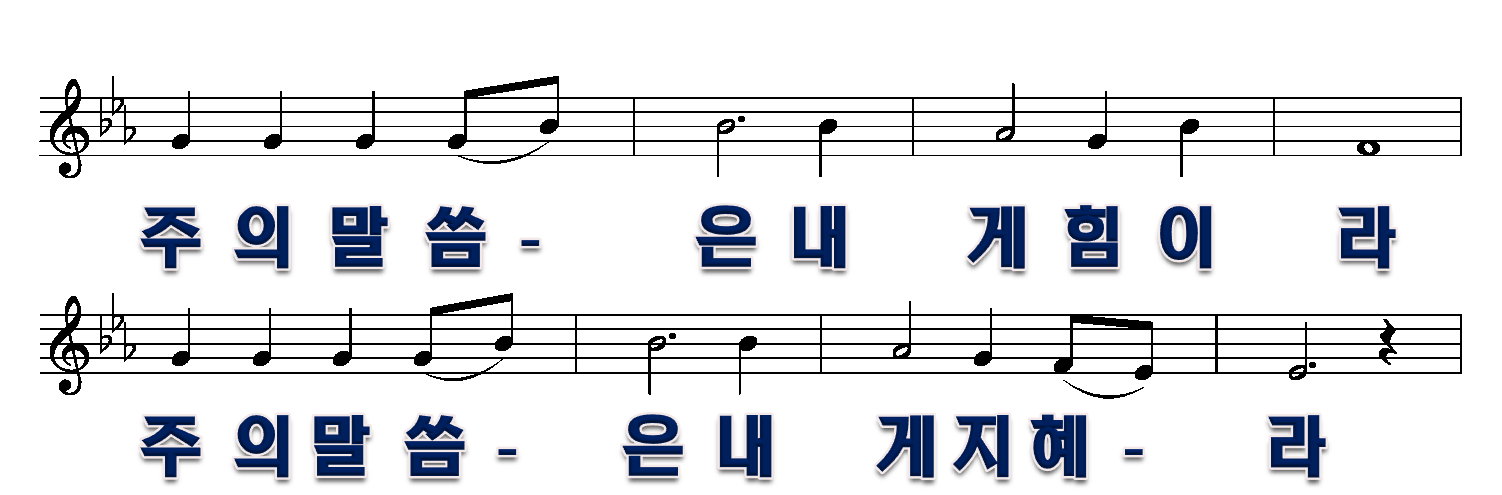 주 의 말 씀 - 은 내 게 힘 이 라
주 의 말 씀 - 은 내 게 지 혜 - 라